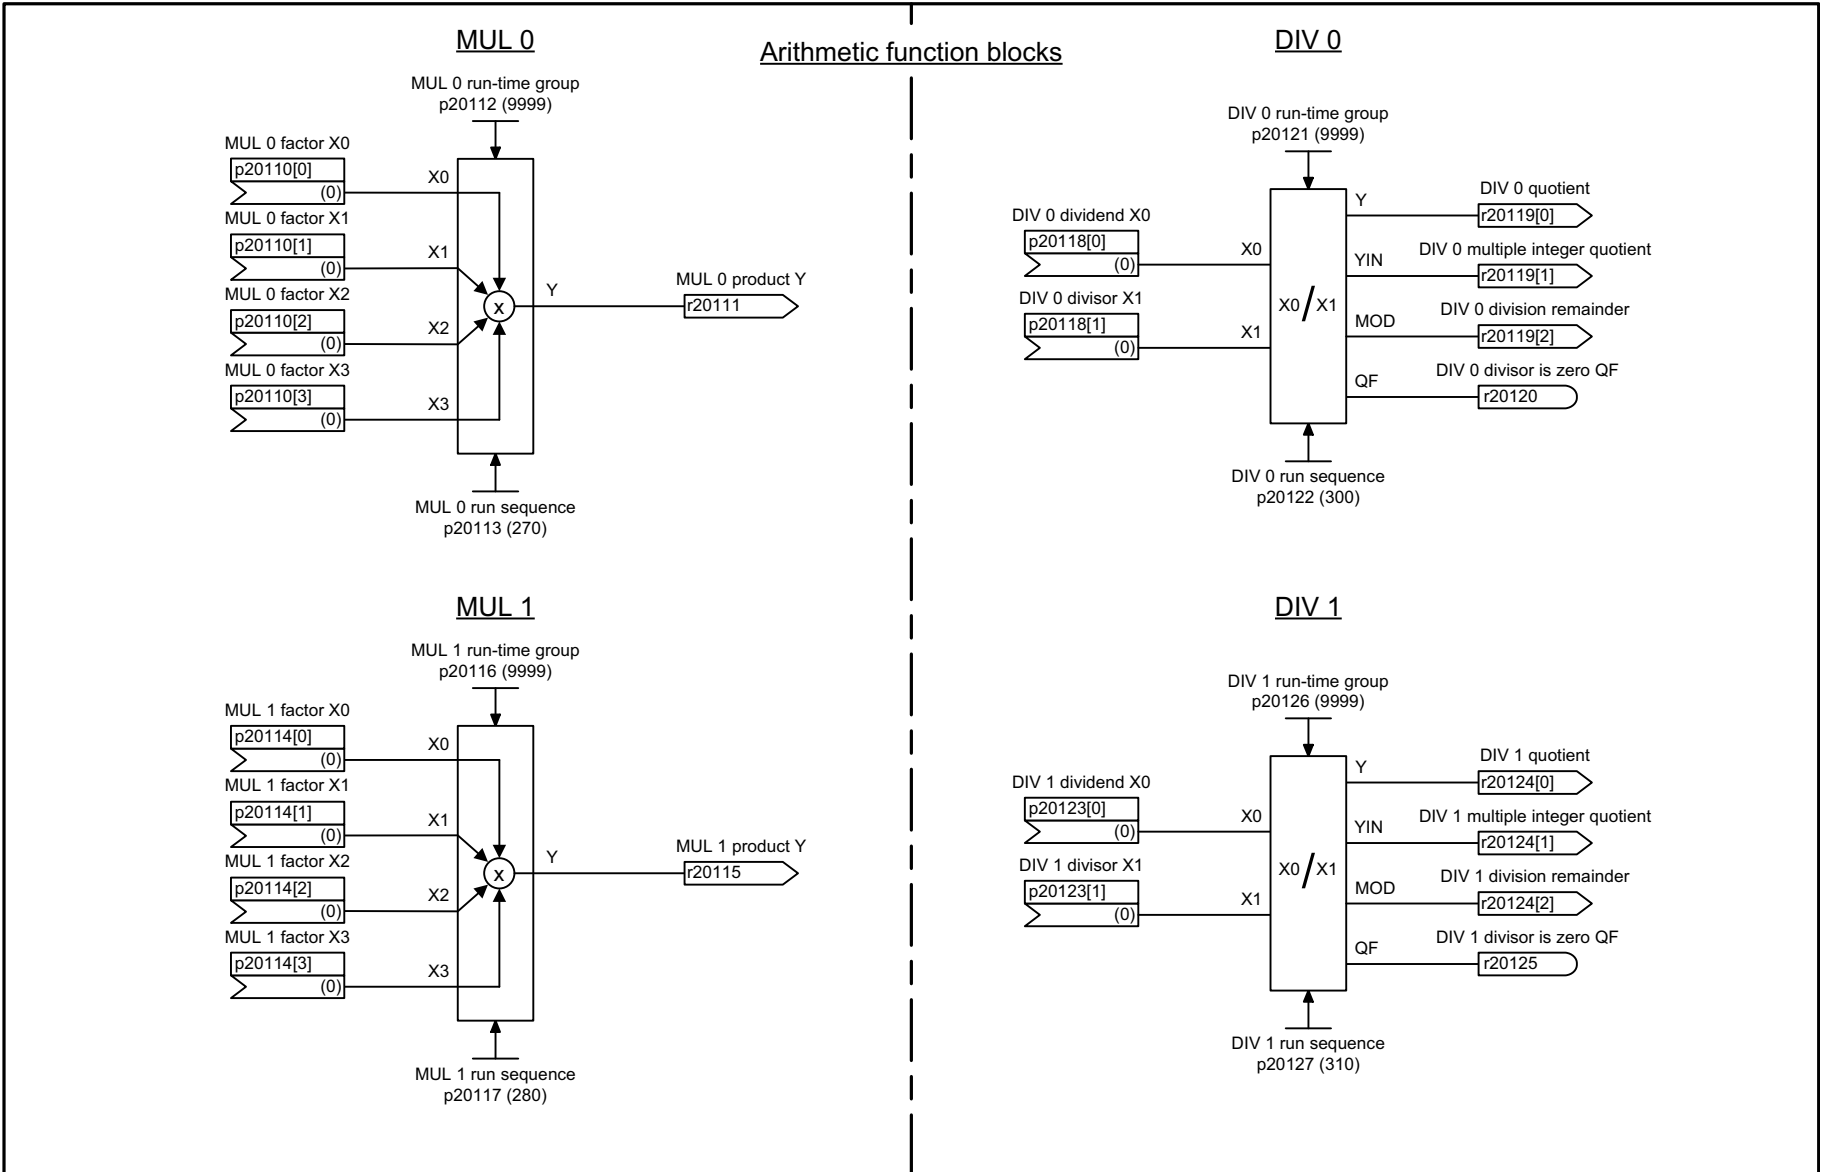 Arithmetic function blocks
MUL 0
MUL 0 run-time group
p20112 (9999)
MUL 0 factor X0
p20110[0]
(0)
X0
MUL 0 factor X1
p20110[1]
(0)
X1
MUL 0 factor X2
p20110[2]
(0)
X2
MUL 0 factor X3
p20110[3]
(0)
X3
X
Y
MUL 0 product Y
r20111
MUL 0 run sequence
p20113 (270)
MUL 1
MUL 1 run-time group
p20116 (9999)
MUL 1 factor X0
p20114[0]
(0)
X0
MUL 1 factor X1
p20114[1]
(0)
X1
MUL 1 factor X2
p20114[2]
(0)
X2
MUL 1 factor X3
p20114[3]
(0)
X3
X
Y
MUL 1 product Y
r20115
MUL 1 run sequence
p20117 (280)
DIV 0
DIV 0 run-time group
p20121 (9999)
DIV 0 dividend X0
p20118[0]
(0)
X0
DIV 0 divisor X1
p20118[1]
(0)
X1
X0/X1
Y
DIV 0 quotient
r20119[0]
YIN
DIV 0 multiple integer quotient
r20119[1]
MOD
DIV 0 division remainder
r20119[2]
QF
DIV 0 divisor is zero QF
r20120
DIV 0 run sequence
p20122 (300)
DIV 1
DIV 1 run-time group
p20126 (9999)
DIV 1 dividend X0
p20123[0]
(0)
X0
DIV 1 divisor X1
p20123[1]
(0)
X1
X0/X1
Y
DIV 1 quotient
r20124[0]
YIN
DIV 1 multiple integer quotient
r20124[1]
MOD
DIV 1 division remainder
r20124[2]
QF
DIV 1 divisor is zero QF
r20125
DIV 1 run sequence
p20127 (310)